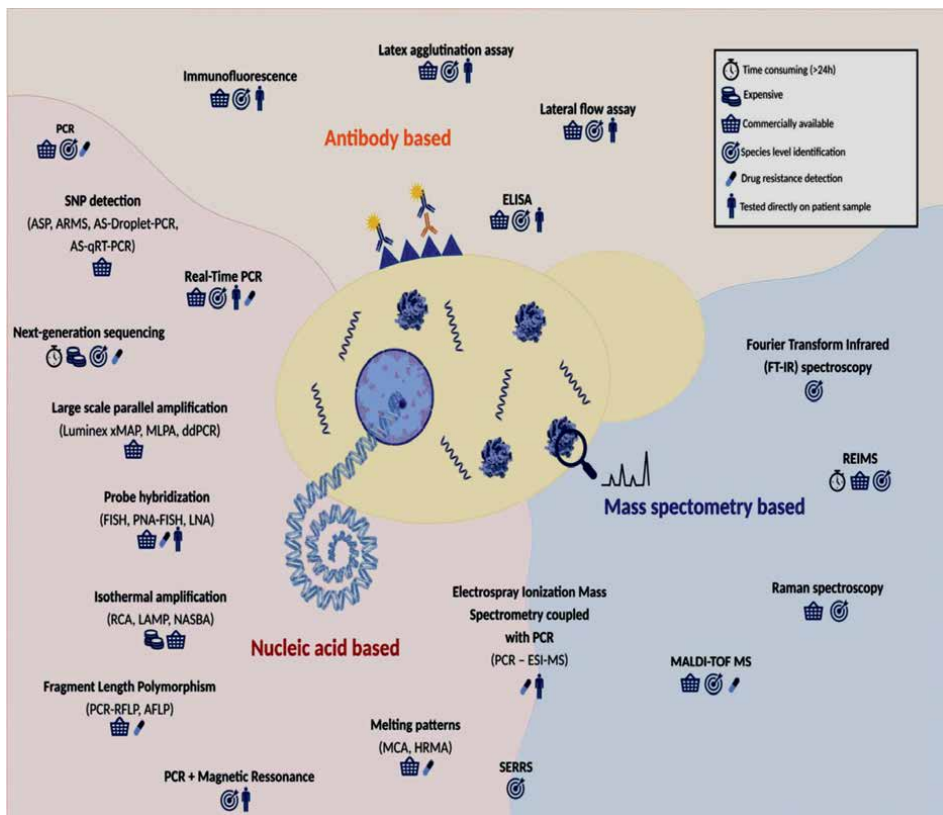 Latex agglutination assay
Immunofluorescence
Lateral flow assay
Antibody based
ELISA
Time consuming (>24h)
Expensive
Commercially available
Species level identification
Drug resistance detection
Tested directly on patient sample
PCR
SNP detection
(ASP, ARMS, AS-Droplet-PCR,
AS-qRT-PCR)
Real-Time PCR
Next-generation sequencing
Large scale parallel amplification
(Luminex xMAP, MLPA, ddPCR)
Probe hybridization
(FISH, PNA-FISH, LNA)
Isothermal amplification
(RCA, LAMP, NASBA)
Nucleic acid based
Fragment Length Polymorphism
(PCR-RFLP, AFLP)
Melting patterns
(MCA, HRMA)
PCR + Magnetic Ressonance
Fourier Transform Infrared
(FT-IR) spectroscopy
REIMS
Mass spectometry based
Electrospray Ionization Mass
Spectrometry coupled
with PCR
(PCR – ESI-MS)
Raman spectroscopy
MALDI-TOF MS
SERRS